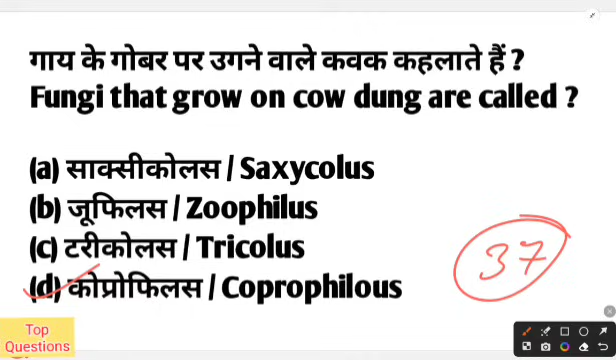 गाय के गोबर पर उगने वाले कवक कहलाते हैं ?
Fungi that grow on cow dung are called ?
(a) साक्सीकोलस / Saxycolus
(b) जूफिलस / Zoophilus
(c) टरीकोलस / Tricolus
(d) कोप्रोफिलस / Coprophilous
37
Top
Questions